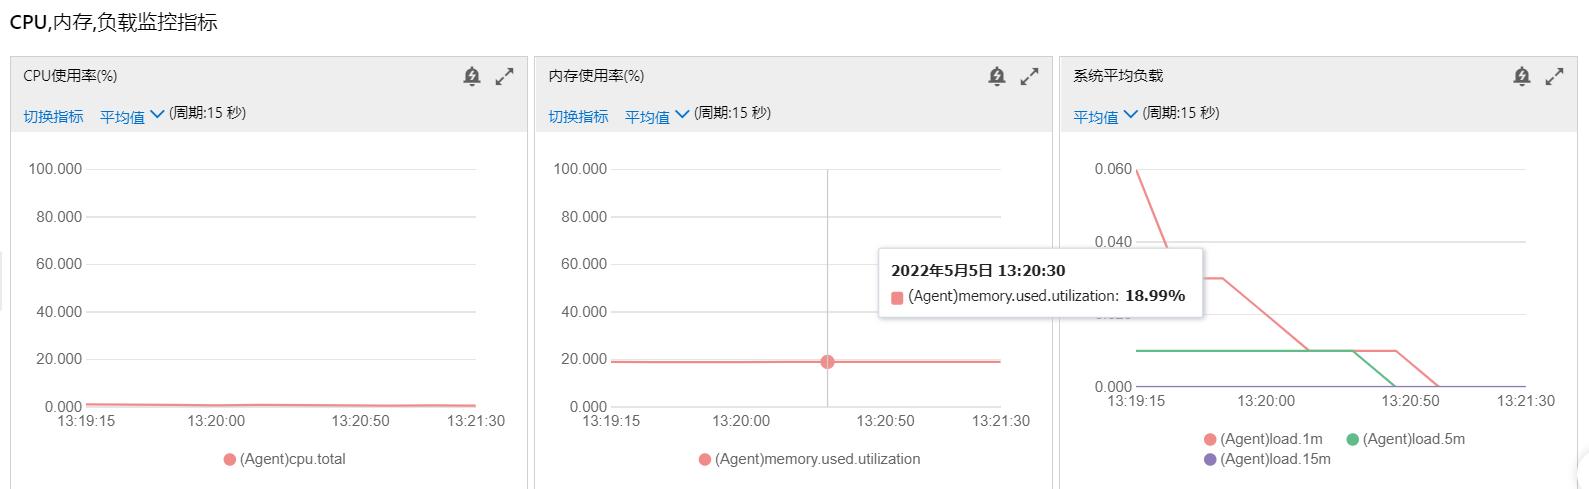 CPU,内存,负载监控指标
CPU使用率(%)
切换指标 平均值 (周期:15 秒)
100.000
80.000
60.000
40.000
20.000
0.000
13:19:15 13:20:00 13:20:50 13:21:30
(Agent)cpu.total
内存使用率(%)
切换指标 平均值 (周期:15 秒)
100.000
80.000
60.000
40.000
20.000
0.000
13:19:15 13:20:00 13:20:50 13:21:30
(Agent)memory.used.utilization
2022年5月5日 13:20:30
(Agent)memory.used.utilization: 18.99%
系统平均负载
平均值 (周期:15 秒)
0.060
0.040
0.000
13:19:15 13:20:00 13:20:50 13:21:30
(Agent)load.1m (Agent)load.5m
(Agent)load.15m